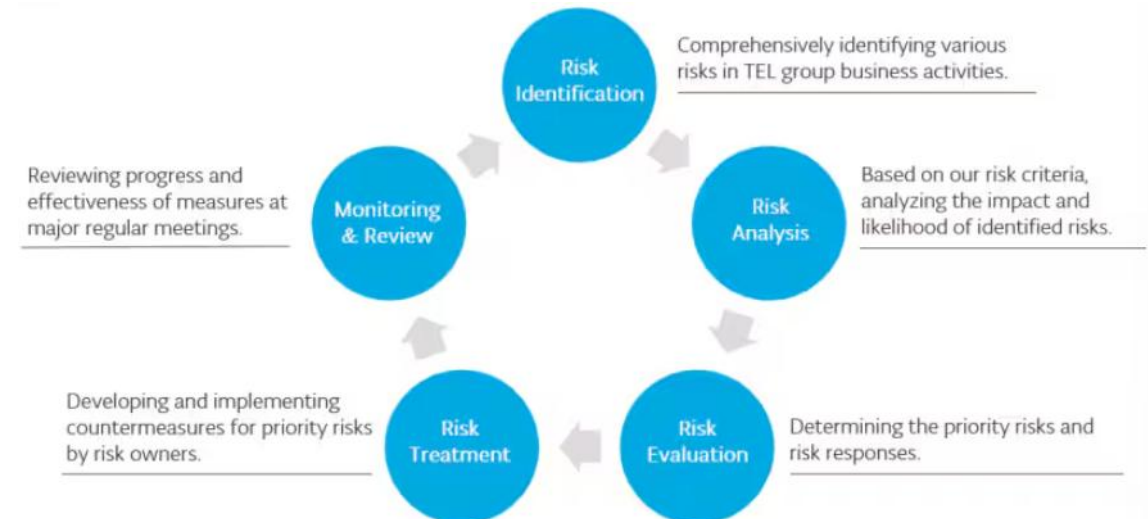 Risk
Identification
Comprehensively identifying various
risks in TEL group business activities.
Risk
Analysis
Based on our risk criteria,
analyzing the impact and
likelihood of identified risks.
Risk
Evaluation
Determining the priority risks and
risk responses.
Risk
Treatment
Developing and implementing
countermeasures for priority risks
by risk owners.
Monitoring
& Review
Reviewing progress and
effectiveness of measures at
major regular meetings.